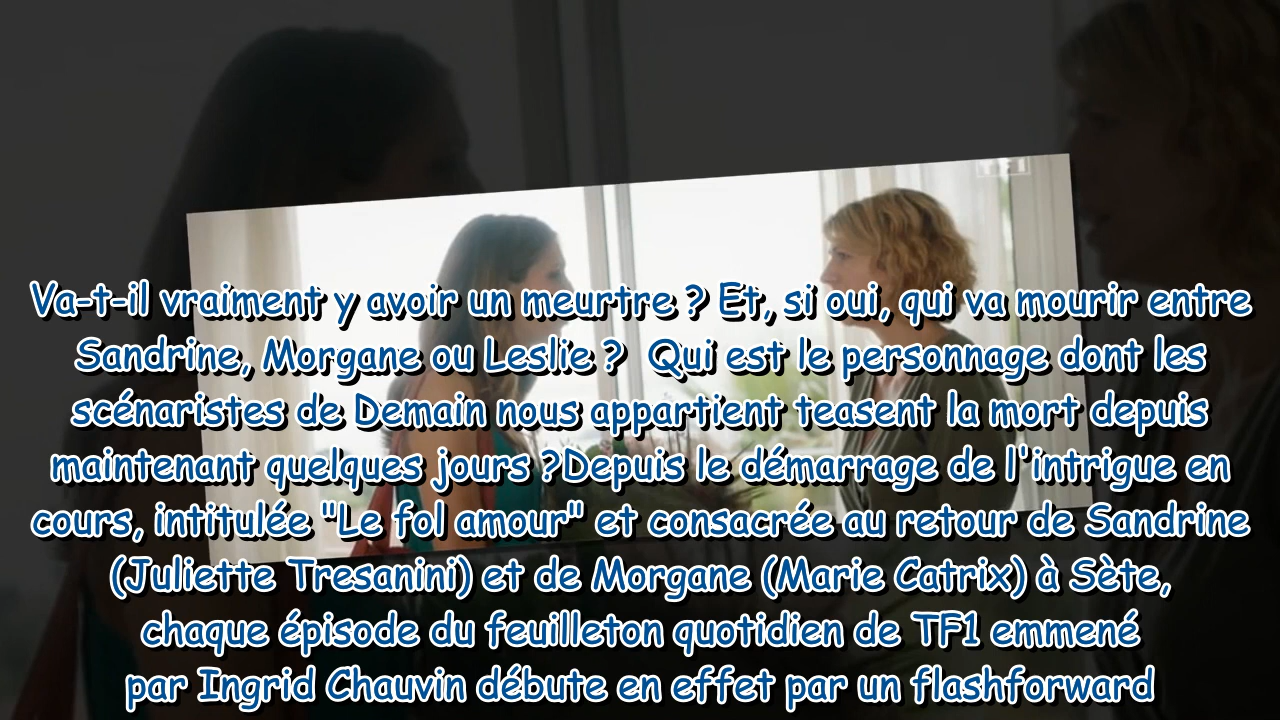 TF1
Va-t-il vraiment y avoir un meurtre ? Et, si oui, qui va mourir entre
Sandrine, Morgane ou Leslie ?  Qui est le personnage dont les
scénaristes de Demain nous appartient teasent la mort depuis
maintenant quelques jours ?Depuis le démarrage de l'intrigue en
cours, intitulée "Le fol amour" et consacrée au retour de Sandrine
(Juliette Tresanini) et de Morgane (Marie Catrix) à Sète,
chaque épisode du feuilleton quotidien de TF1 emmené
par Ingrid Chauvin débute en effet par un flashforward